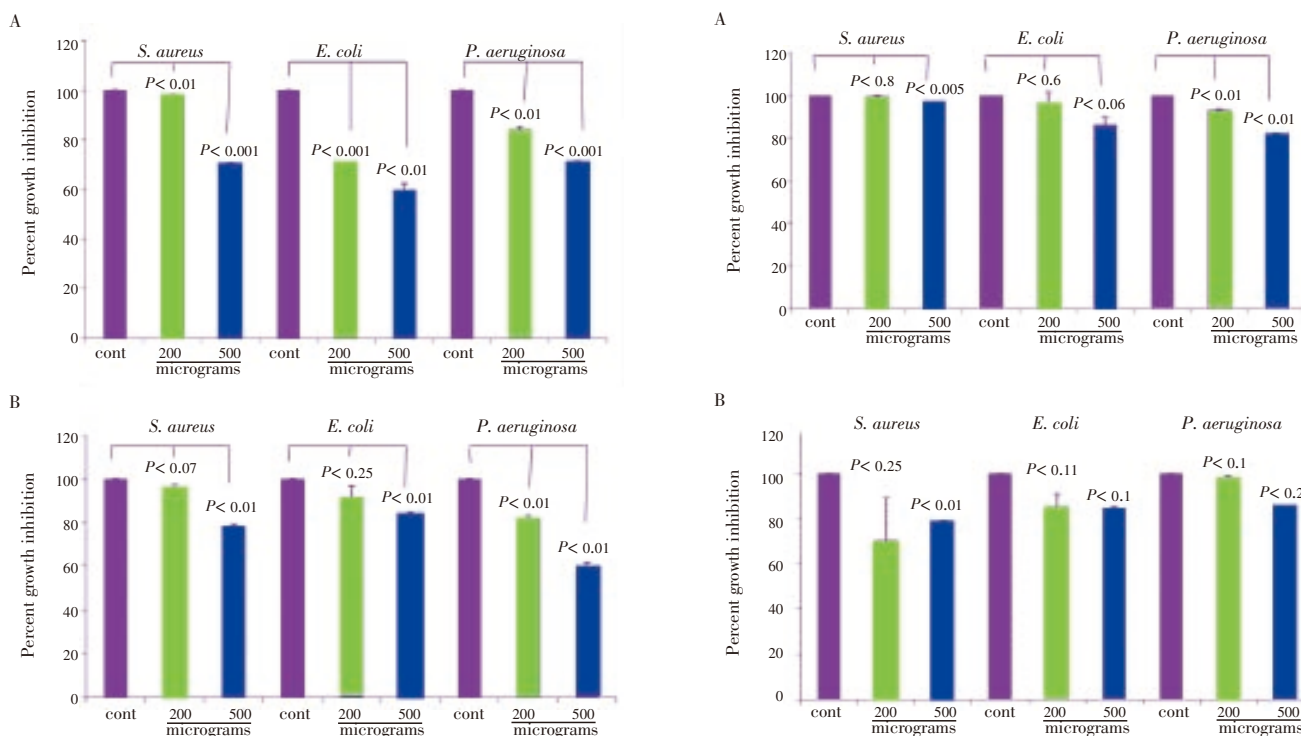 A
120
100
80
60
40
20
0
Percent growth inhibition
S. aureus E. coli P. aeruginosa
P< 0.01
P< 0.001
P< 0.001
P< 0.01
P< 0.01
P< 0.001
cont 200 500 cont 200 500 cont 200 500
micrograms micrograms micrograms
B
120
100
80
60
40
20
0
Percent growth inhibition
S. aureus E. coli P. aeruginosa
P< 0.07
P< 0.01
P< 0.25
P< 0.01
P< 0.01
P< 0.01
cont 200 500 cont 200 500 cont 200 500
micrograms micrograms micrograms
A
120
100
80
60
40
20
0
Percent growth inhibition
S. aureus E. coli P. aeruginosa
P< 0.8
P< 0.005
P< 0.6
P< 0.06
P< 0.01
P< 0.01
cont 200 500 cont 200 500 cont 200 500
micrograms micrograms micrograms
B
120
100
80
60
40
20
0
Percent growth inhibition
S. aureus E. coli P. aeruginosa
P< 0.25
P< 0.01
P< 0.11
P< 0.1
P< 0.1
P< 0.2
cont 200 500 cont 200 500 cont 200 500
micrograms micrograms micrograms